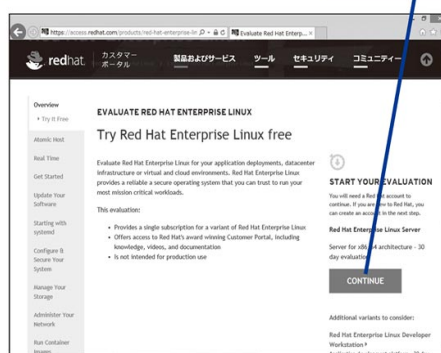 https://access.redhat.com/products/red-hat-enterprise-lin
Evaluate Red Hat Enterp...
redhat.
カスタマー
ポータル
製品およびサービス
ツール
セキュリティ
コミュニティー
Overview
Try It Free
Atomic Host
Real Time
Get Started
Update Your
Software
Starting with
systemd
Configure &
Secure Your
System
Manage Your
Storage
Administer Your
Network
Run Container
Images
EVALUATE RED HAT ENTERPRISE LINUX
Try Red Hat Enterprise Linux free
Evaluate Red Hat Enterprise Linux for your application deployments, datacenter
infrastructure or virtual and cloud environments. Red Hat Enterprise Linux
provides a reliable a secure operating system that you can trust to run your
most mission critical workloads.
This evaluation:
Provides a single subscription for a variant of Red Hat Enterprise Linux
Offers access to Red Hat's award winning Customer Portal, including
knowledge, videos, and documentation
Is not intended for production use
START YOUR EVALUATION
You will need a Red Hat account to
continue. If you are new to Red Hat, you
can create an account in the next step.
Red Hat Enterprise Linux Server
Server for x86_64 architecture - 30
day evaluation
CONTINUE
Additional variants to consider:
Red Hat Enterprise Linux Developer
Workstation